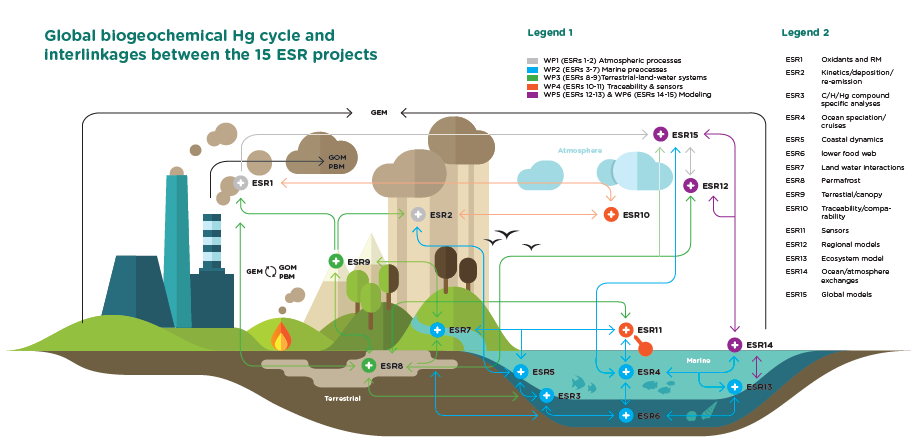 Global biogeochemical Hg cycle and
interlinkages between the 15 ESR projects
Legend 1
WP1 (ESRs 1-2) Atmospheric processes
WP2 (ESRs 3-7) Marine preocesses
WP3 (ESRs 8-9)Terrestrial-land-water systems
WP4 (ESRs 10-11) Traceability & sensors
WP5 (ESRs 12-13) & WP6 (ESRs 14-15) Modeling
Legend 2
ESR1 Oxidants and RM
ESR2 Kinetics/deposition/
re-emission
ESR3 C/H/Hg compound
specific analyses
ESR4 Ocean speciation/
cruises
ESR5 Coastal dynamics
ESR6 lower food web
ESR7 Land water interactions
ESR8 Permafrost
ESR9 Terrestial/canopy
ESR10 Traceability/compa-
rability
ESR11 Sensors
ESR12 Regional models
ESR13 Ecosystem model
ESR14 Ocean/atmosphere
exchanges
ESR15 Global models
GEM
ESR15
Atmosphere
GOM
PBM
ESR1
ESR12
ESR2
ESR10
ESR9
GEM
GOM
PBM
ESR7
ESR11
ESR14
Marine
ESR8
ESR5
ESR4
ESR13
Terrestrial
ESR3
ESR6